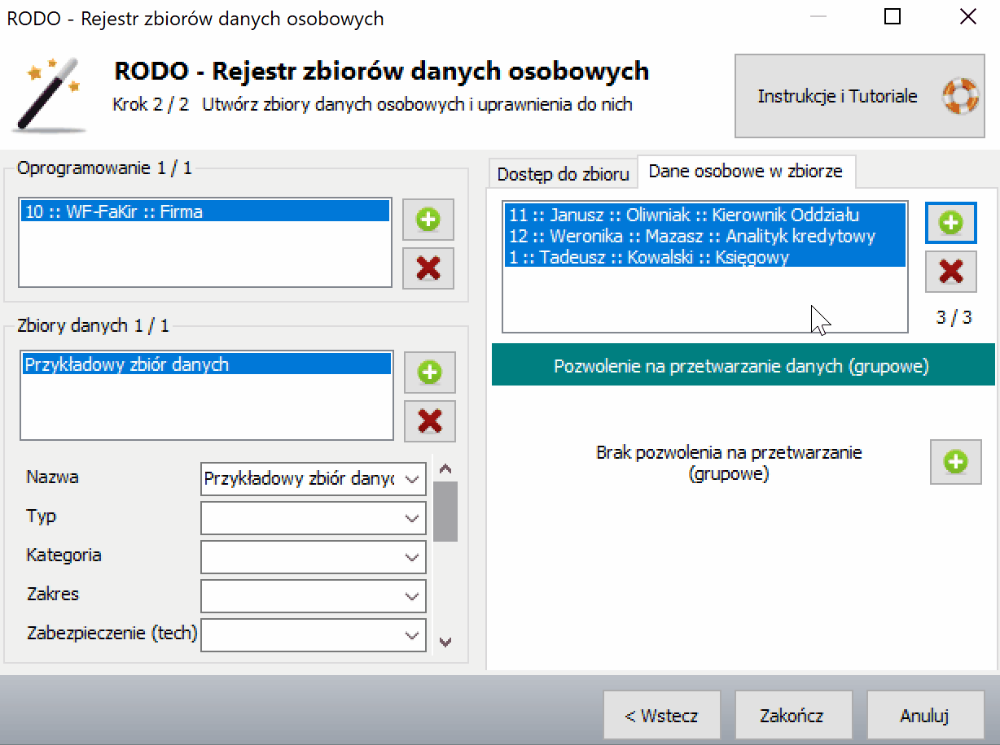 RODO - Rejestr zbiorów danych osobowych
RODO - Rejestr zbiorów danych osobowych
Krok 2 / 2 Utwórz zbiory danych osobowych i uprawnienia do nich
Instrukcje i Tutoriale
Oprogramowanie 1 / 1
10 :: WF-FaKir :: Firma
Zbiory danych 1 / 1
Przykładowy zbiór danych
Nazwa
Przykładowy zbiór danyc
Typ
Kategoria
Zakres
Zabezpieczenie (tech)
Dostęp do zbioru
Dane osobowe w zbiorze
11 :: Janusz :: Oliwniak :: Kierownik Oddziału
12 :: Weronika :: Mazasz :: Analityk kredytowy
1 :: Tadeusz :: Kowalski :: Księgowy
3 / 3
Pozwolenie na przetwarzanie danych (grupowe)
Brak pozwolenia na przetwarzanie
(grupowe)
< Wstecz
Zakończ
Anuluj